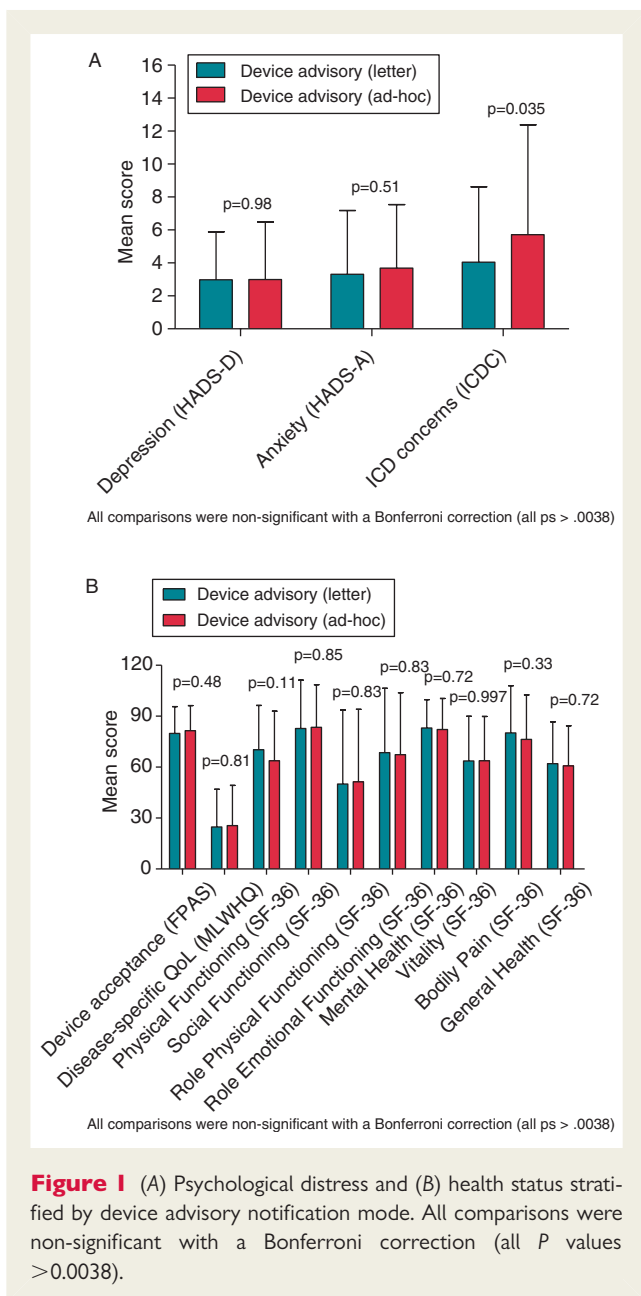 A
Device advisory (letter)
Device advisory (ad-hoc)
16
14
12
10
8
6
4
2
0
Mean score
p=0.98
p=0.51
p=0.035
Depression (HADS-D)
Anxiety (HADS-A)
ICD concerns (ICDC)
All comparisons were non-significant with a Bonferroni correction (all ps > .0038)
B
Device advisory (letter)
Device advisory (ad-hoc)
120
90
60
30
0
Mean score
p=0.48
p=0.81
p=0.11
p=0.85
p=0.83
p=0.83
p=0.72
p=0.997
p=0.33
p=0.72
Device acceptance (FPAS)
Disease-specific QoL (MLWHQ)
Physical Functioning (SF-36)
Social Functioning (SF-36)
Role Physical Functioning (SF-36)
Role Emotional Functioning (SF-36)
Mental Health (SF-36)
Vitality (SF-36)
Bodily Pain (SF-36)
General Health (SF-36)
All comparisons were non-significant with a Bonferroni correction (all ps > .0038)
Figure 1 (A) Psychological distress and (B) health status strati-
fied by device advisory notification mode. All comparisons were
non-significant with a Bonferroni correction (all P values
>0.0038).